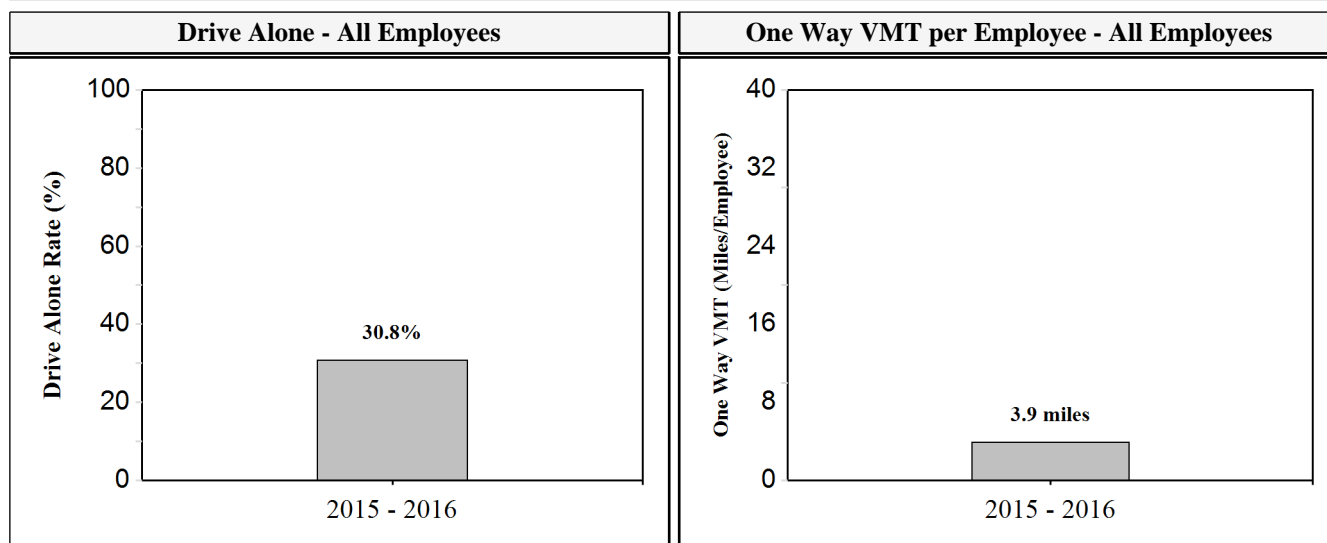 Drive Alone - All Employees
One Way VMT per Employee - All Employees
Drive Alone Rate (%)
100
80
60
40
20
0
30.8%
2015 - 2016
One Way VMT (Miles/Employee)
40
32
24
16
8
0
3.9 miles
2015 - 2016